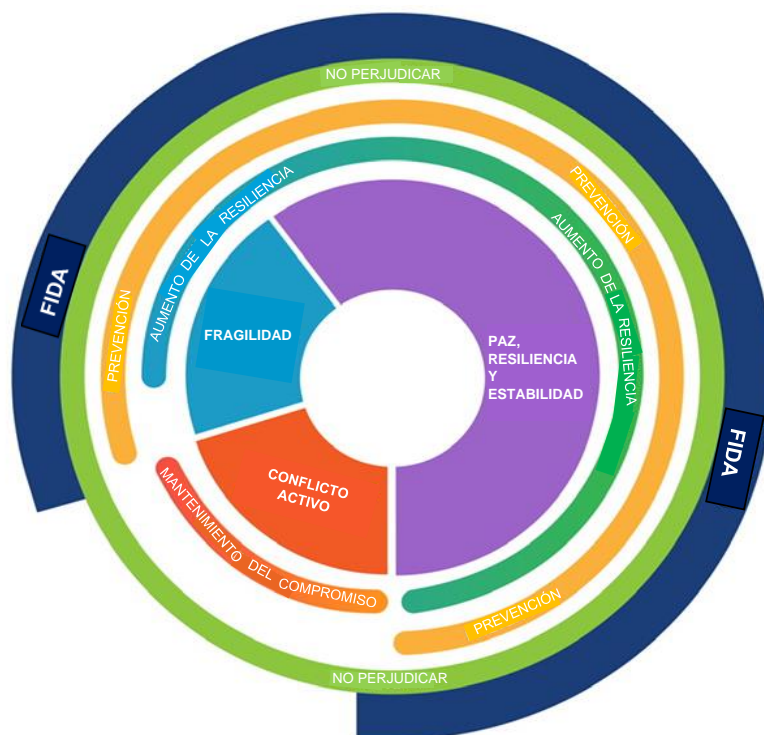 NO PERJUDICAR
PREVENCIÓN
AUMENTO DE LA RESILIENCIA
AUMENTO DE LA RESILIENCIA
FIDA
PREVENCIÓN
FRAGILIDAD
PAZ,
RESILIENCIA
Y
ESTABILIDAD
FIDA
CONFLICTO
ACTIVO
MANTENIMIENTO DEL COMPROMISO
PREVENCIÓN
NO PERJUDICAR